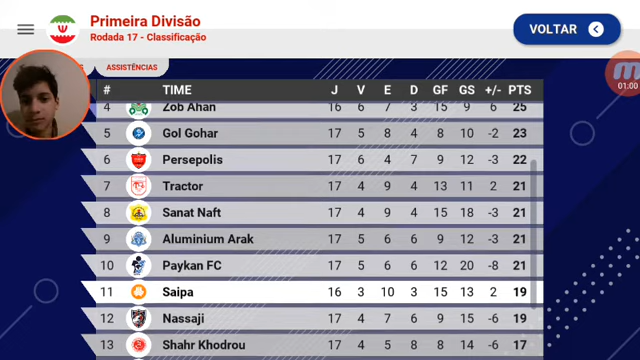 Primeira Divisão
Rodada 17 - Classificação
VOLTAR
ASSISTÊNCIAS
01:00
# TIME J V E D GF GS +/- PTS
4 Zob Ahan 16 6 7 3 15 9 6 25
5 Gol Gohar 17 5 8 4 8 10 -2 23
6 Persepolis 17 6 4 7 9 12 -3 22
7 Tractor 17 4 9 4 13 11 2 21
8 Sanat Naft 17 4 9 4 15 18 -3 21
9 Aluminium Arak 17 5 6 6 9 12 -3 21
10 Paykan FC 17 5 6 6 12 20 -8 21
11 Saipa 16 3 10 3 15 13 2 19
12 Nassaji 17 4 7 6 9 15 -6 19
13 Shahr Khodrou 17 4 5 8 8 14 -6 17